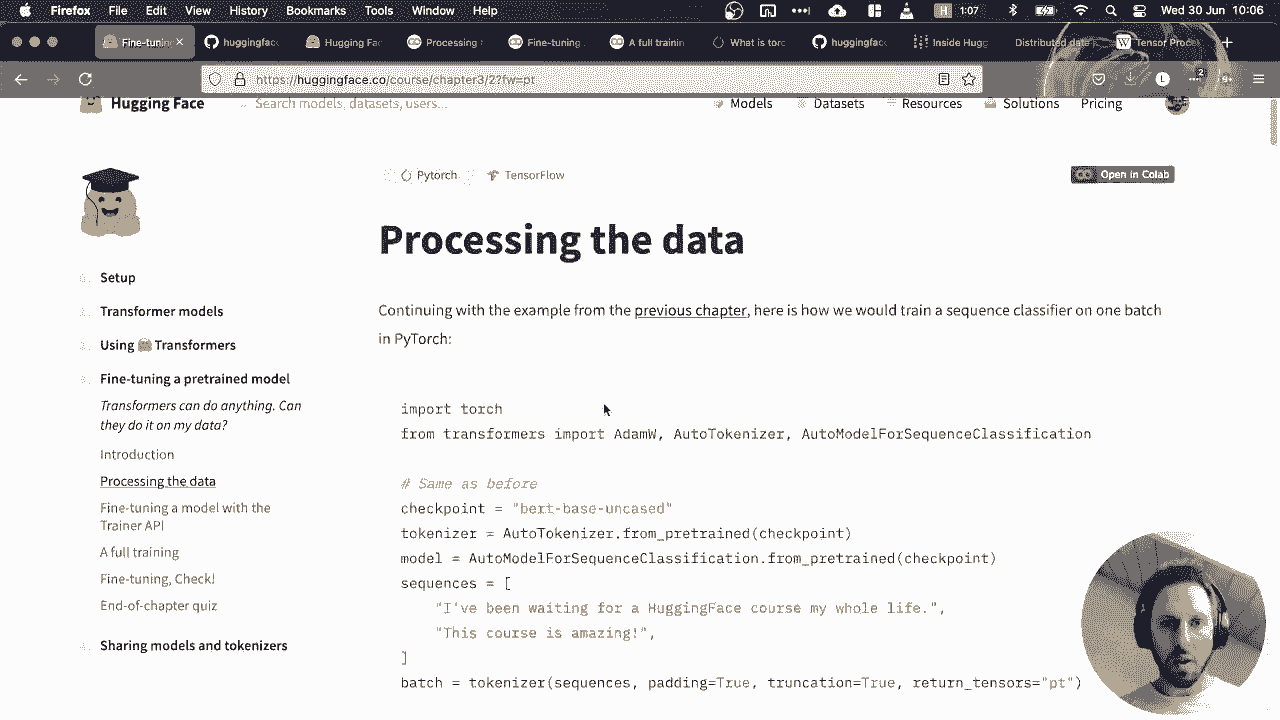 Firefox File Edit View History Bookmarks Tools Window Help 1:07 Wed 30 Jun 10:06
Fine-tuning huggingface Hugging Fac Processing Fine-tuning A full trainin What is torc huggingface Inside Hugg Distributed data Tensor Proc
https://huggingface.co/course/chapter3/2?fw=pt
Hugging Face Search models, datasets, users... Models Datasets Resources Solutions Pricing
Pytorch TensorFlow Open in Colab
Processing the data
Setup
Continuing with the example from the previous chapter, here is how we would train a sequence classifier on one batch
in PyTorch:
Transformer models
Using 🤗 Transformers
Fine-tuning a pretrained model
Transformers can do anything. Can
they do it on my data?
Introduction
Processing the data
Fine-tuning a model with the
Trainer API
A full training
Fine-tuning, Check!
End-of-chapter quiz
Sharing models and tokenizers
import torch
from transformers import AdamW, AutoTokenizer, AutoModelForSequenceClassification
# Same as before
checkpoint = "bert-base-uncased"
tokenizer = AutoTokenizer.from_pretrained(checkpoint)
model = AutoModelForSequenceClassification.from_pretrained(checkpoint)
sequences = [
"I've been waiting for a HuggingFace course my whole life.",
"This course is amazing!",
]
batch = tokenizer(sequences, padding=True, truncation=True, return_tensors="pt")